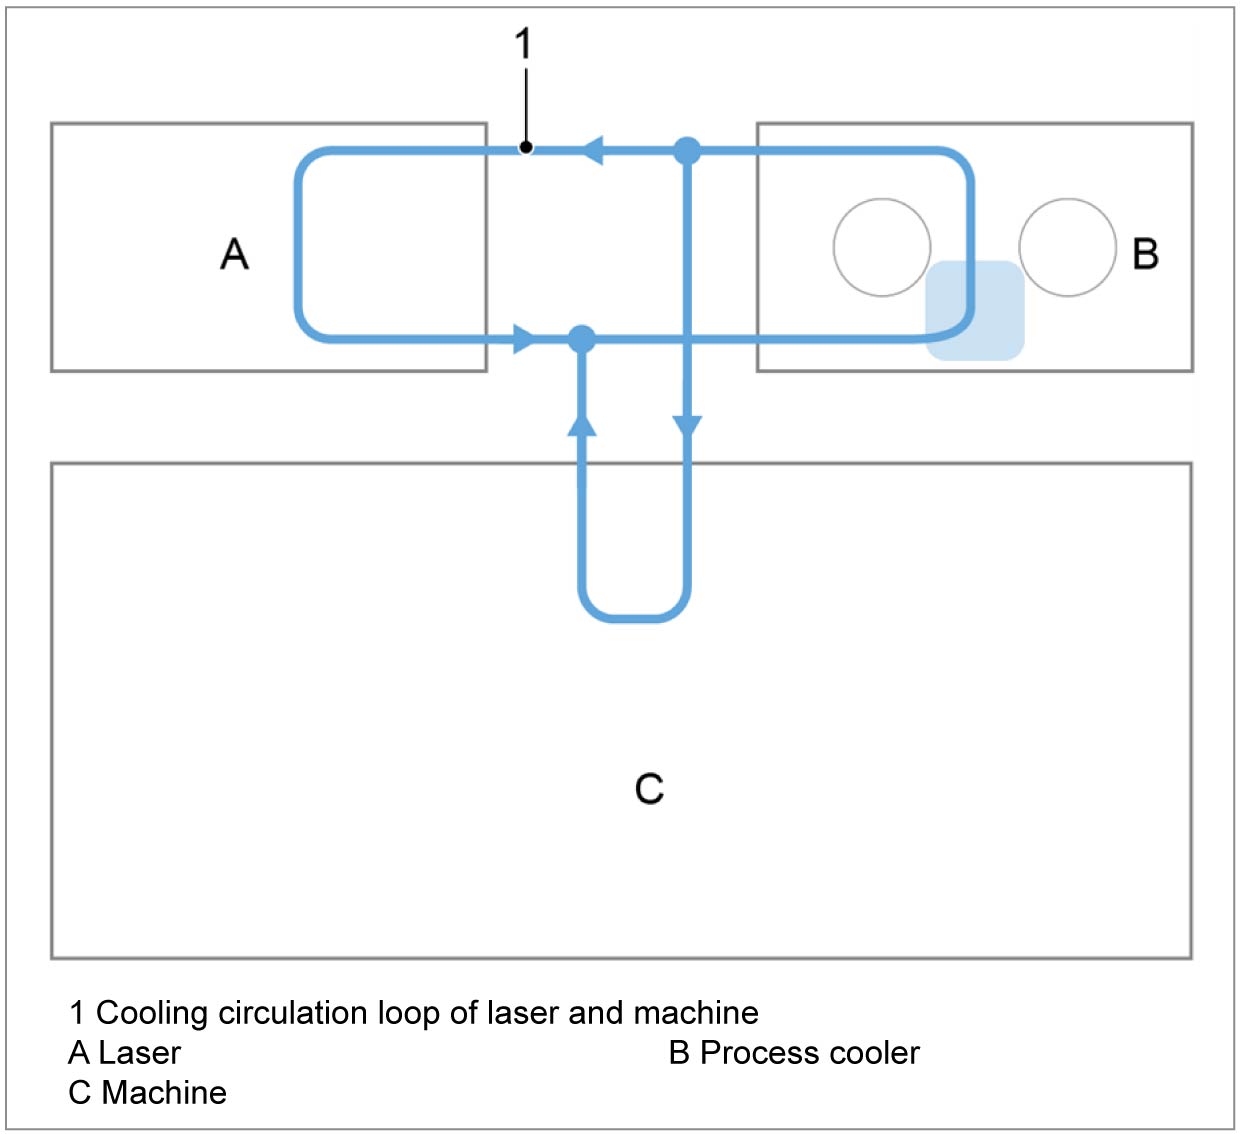 1
A
B
C
1 Cooling circulation loop of laser and machine
A Laser B Process cooler
C Machine